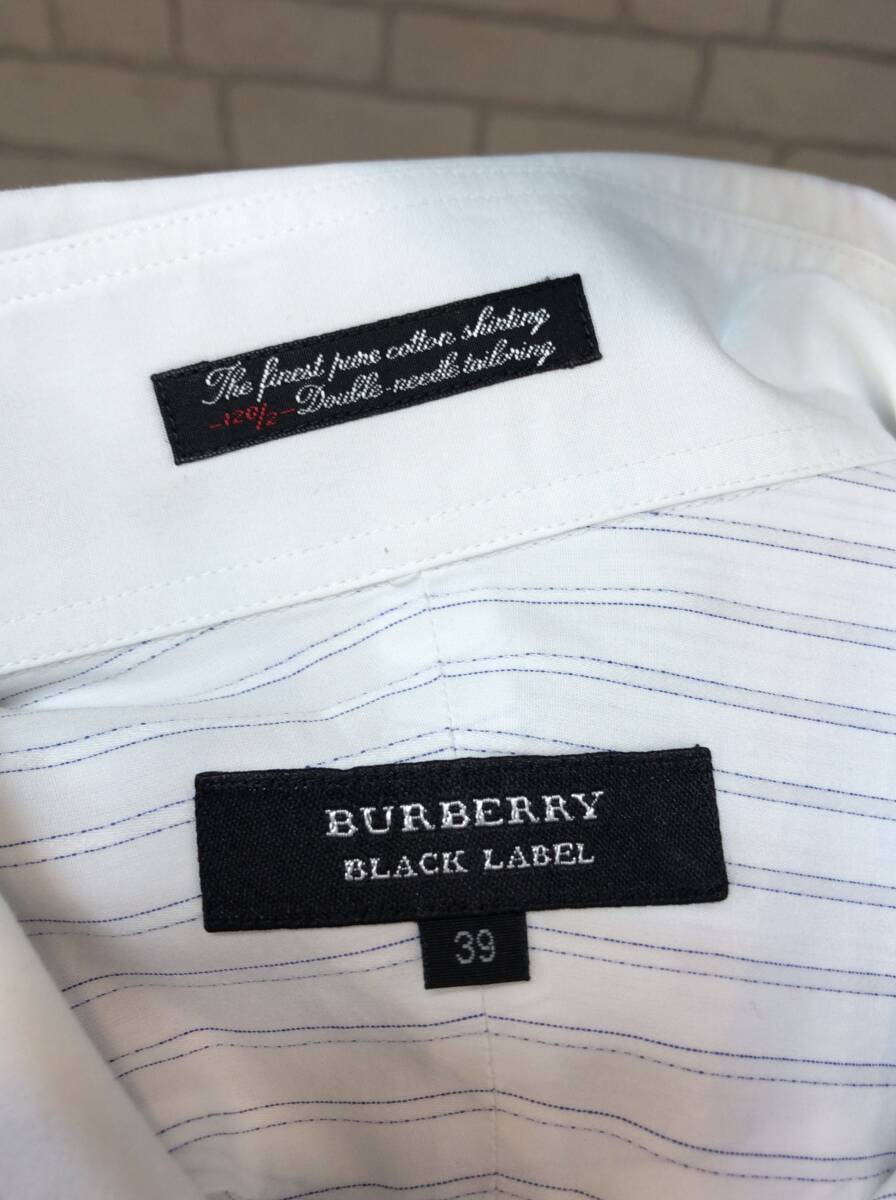 The finest pure cotton shirting
-120/2- Double-needle tailoring
BURBERRY
BLACK LABEL
39